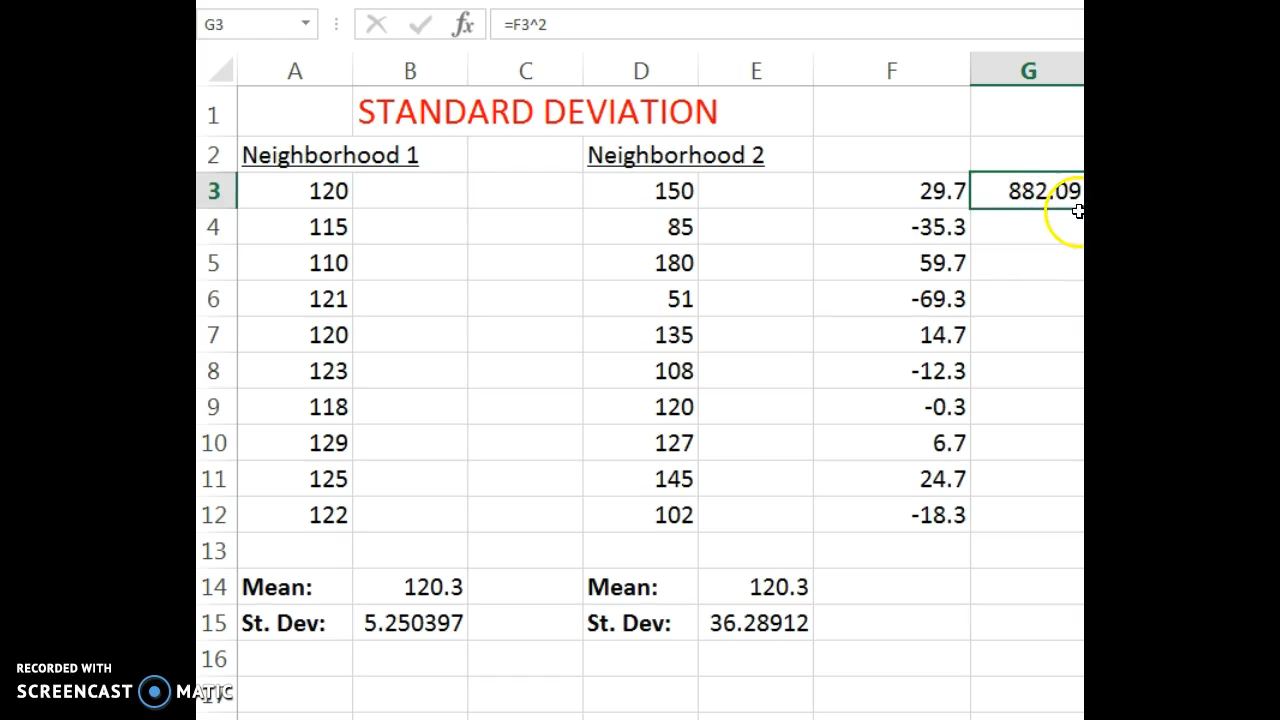 G3 fx =F3^2
A B C D E F G
1 STANDARD DEVIATION
2 Neighborhood 1 Neighborhood 2
3 120 150 29.7 882.09
4 115 85 -35.3
5 110 180 59.7
6 121 51 -69.3
7 120 135 14.7
8 123 108 -12.3
9 118 120 -0.3
10 129 127 6.7
11 125 145 24.7
12 122 102 -18.3
13
14 Mean: 120.3 Mean: 120.3
15 St. Dev: 5.250397 St. Dev: 36.28912
16
RECORDED WITH
SCREENCAST MATIC